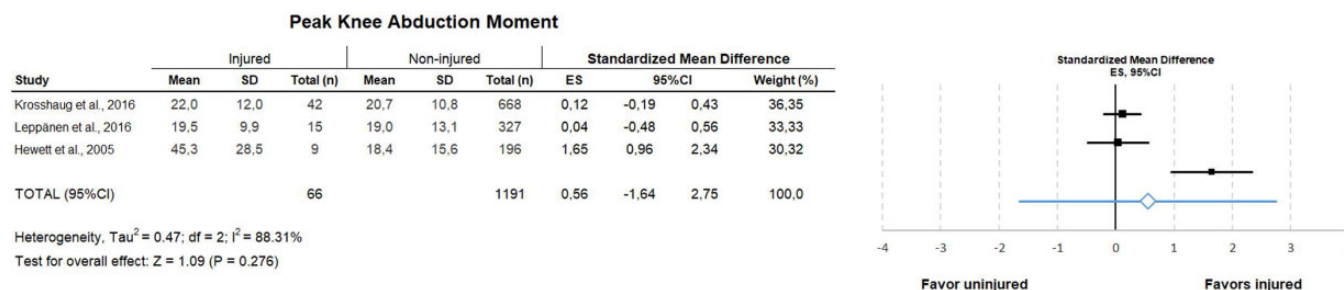 Peak Knee Abduction Moment
Injured Non-injured Standardized Mean Difference
Study Mean SD Total (n) Mean SD Total (n) ES 95%CI Weight (%)
Krosshaug et al., 2016 22,0 12,0 42 20,7 10,8 668 0,12 -0,19 0,43 36,35
Leppänen et al., 2016 19,5 9,9 15 19,0 13,1 327 0,04 -0,48 0,56 33,33
Hewett et al., 2005 45,3 28,5 9 18,4 15,6 196 1,65 0,96 2,34 30,32
TOTAL (95%CI) 66 1191 0,56 -1,64 2,75 100,0
Heterogeneity, Tau² = 0.47; df = 2; I² = 88.31%
Test for overall effect: Z = 1.09 (P = 0.276)
Standardized Mean Difference
ES, 95%CI
-4 -3 -2 -1 0 1 2 3
Favor uninjured Favors injured